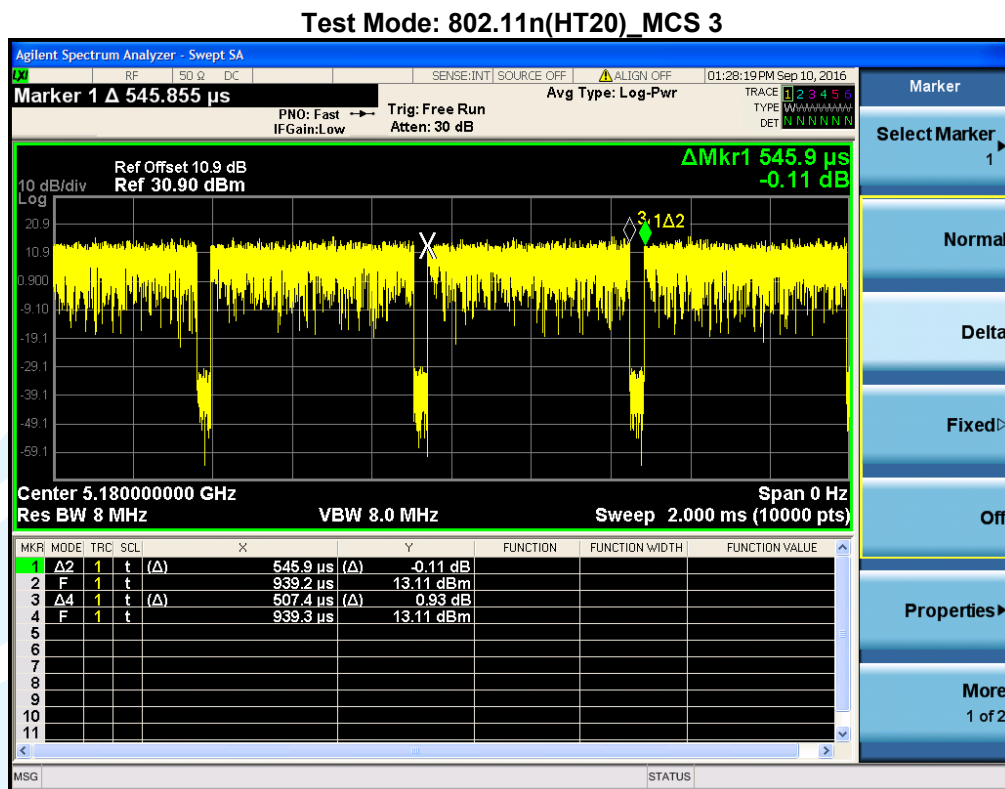 Test Mode: 802.11n(HT20)_MCS 3
Agilent Spectrum Analyzer - Swept SA
LXI RF 50 Ω DC SENSE:INT SOURCE OFF ALIGN OFF 01:28:19 PM Sep 10, 2016
Marker 1 Δ 545.855 µs
PNO: Fast
IFGain:Low
Trig: Free Run
Atten: 30 dB
Avg Type: Log-Pwr
TRACE 1 2 3 4 5 6
TYPE WWWWWW
DET N N N N N N
Marker
Select Marker
1
Normal
Delta
Fixed
Off
Properties
More
1 of 2
Ref Offset 10.9 dB
10 dB/div Ref 30.90 dBm
Log
ΔMkr1 545.9 µs
-0.11 dB
20.9
10.9
0.900
-9.10
-19.1
-29.1
-39.1
-49.1
-59.1
3 1Δ2
X
Center 5.180000000 GHz Span 0 Hz
Res BW 8 MHz VBW 8.0 MHz Sweep 2.000 ms (10000 pts)
MKR MODE TRC SCL X Y FUNCTION FUNCTION WIDTH FUNCTION VALUE
1 Δ2 1 t (Δ) 545.9 µs (Δ) -0.11 dB
2 F 1 t 939.2 µs 13.11 dBm
3 Δ4 1 t (Δ) 507.4 µs (Δ) 0.93 dB
4 F 1 t 939.3 µs 13.11 dBm
5
6
7
8
9
10
11
MSG STATUS